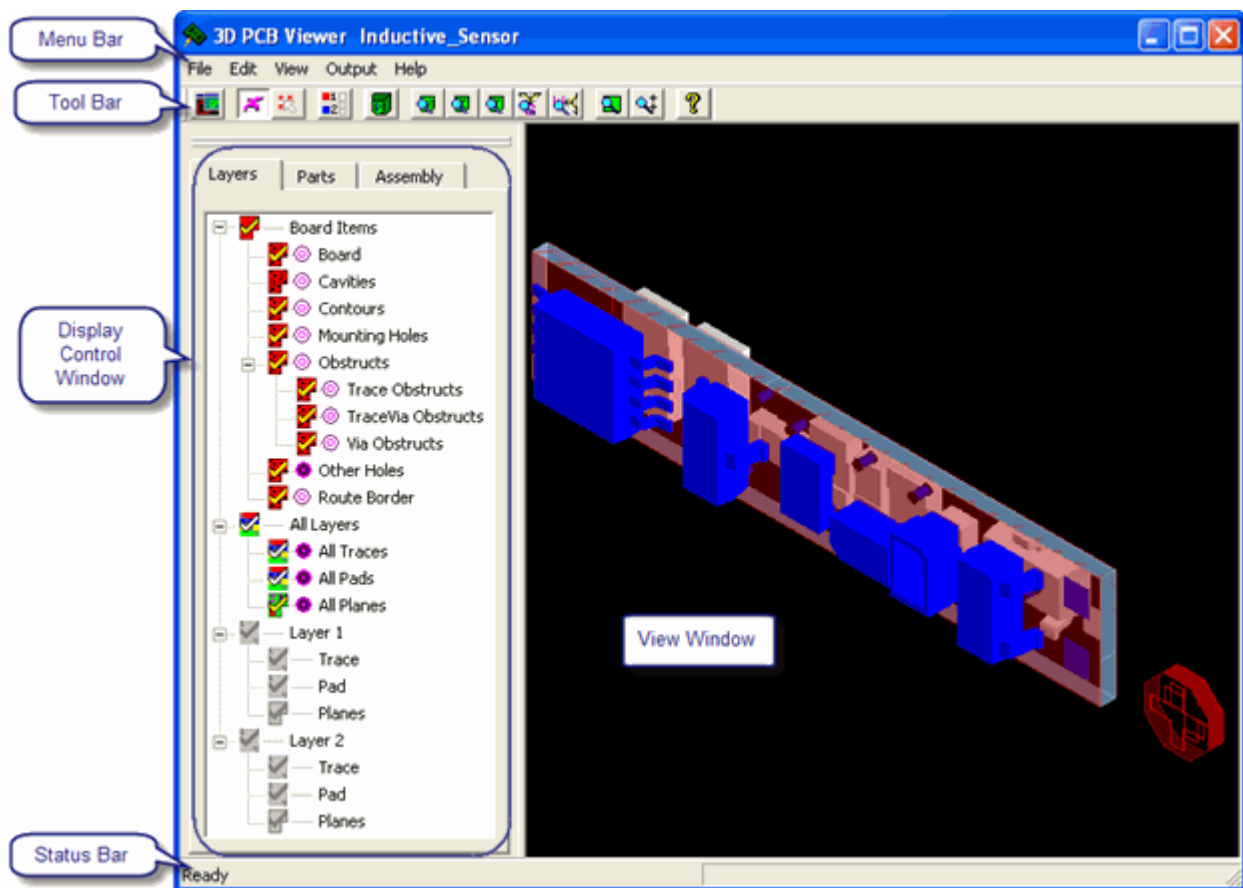 Menu Bar
3D PCB Viewer Inductive_Sensor
File Edit View Output Help
Tool Bar
Layers Parts Assembly
Board Items
Board
Cavities
Contours
Mounting Holes
Obstructs
Trace Obstructs
TraceVia Obstructs
Via Obstructs
Other Holes
Route Border
All Layers
All Traces
All Pads
All Planes
Layer 1
Trace
Pad
Planes
Layer 2
Trace
Pad
Planes
Display
Control
Window
View Window
Status Bar
Ready